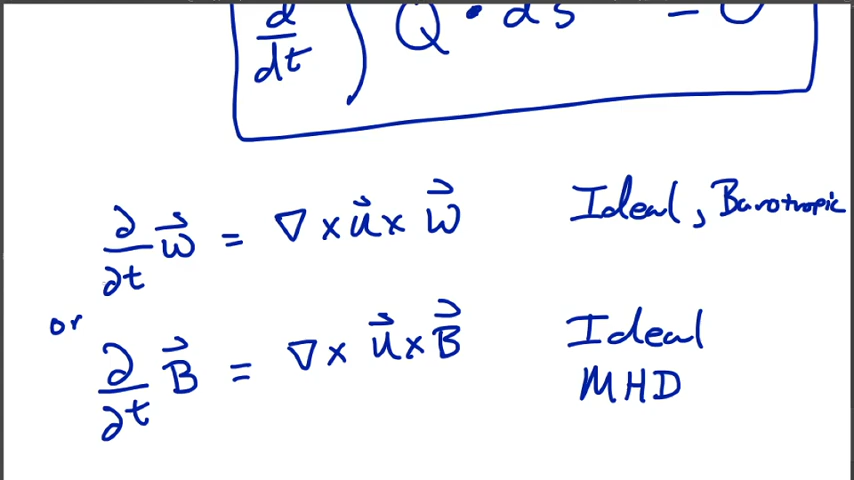 d/dt ∫ Q • ds = 0
∂/∂t w⃗ = ∇ × u⃗ × w⃗ Ideal, Barotropic
or
∂/∂t B⃗ = ∇ × u⃗ × B⃗ Ideal
MHD